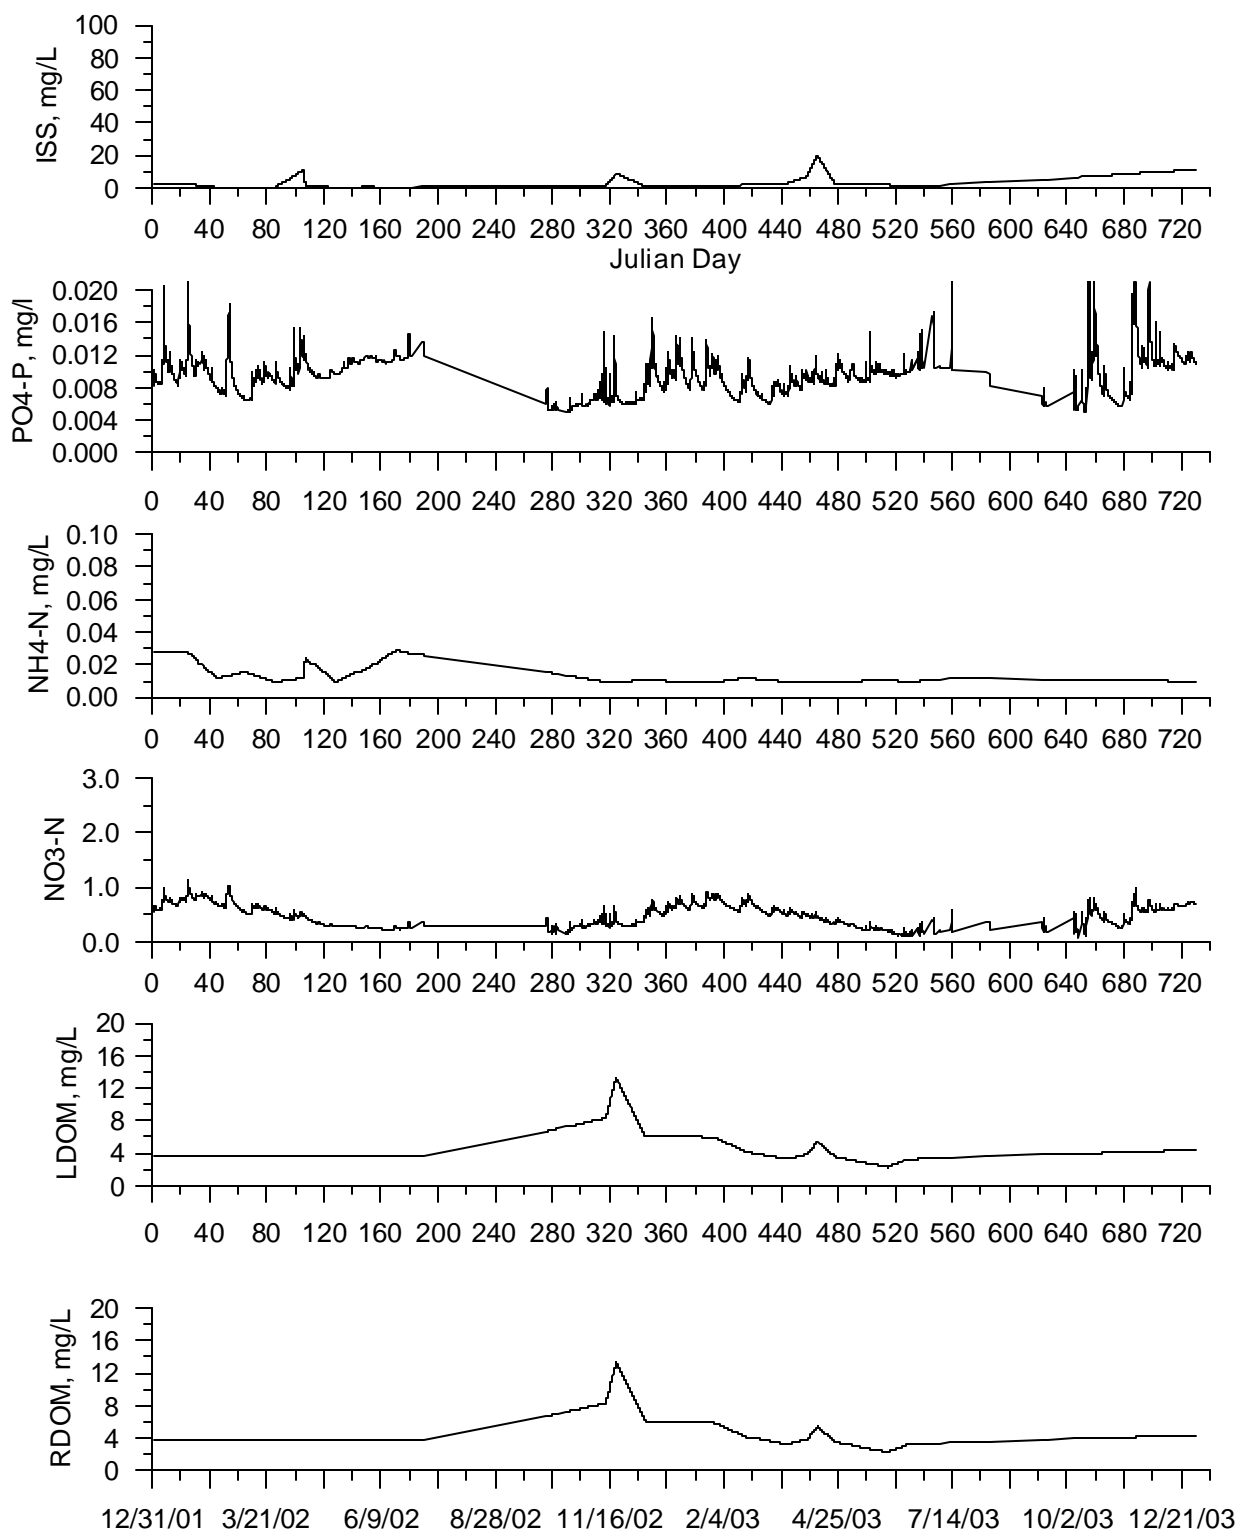 ISS, mg/L
100
80
60
40
20
0
0 40 80 120 160 200 240 280 320 360 400 440 480 520 560 600 640 680 720
Julian Day
PO4-P, mg/l
0.020
0.016
0.012
0.008
0.004
0.000
0 40 80 120 160 200 240 280 320 360 400 440 480 520 560 600 640 680 720
NH4-N, mg/L
0.10
0.08
0.06
0.04
0.02
0.00
0 40 80 120 160 200 240 280 320 360 400 440 480 520 560 600 640 680 720
NO3-N
3.0
2.0
1.0
0.0
0 40 80 120 160 200 240 280 320 360 400 440 480 520 560 600 640 680 720
LDOM, mg/L
20
16
12
8
4
0
0 40 80 120 160 200 240 280 320 360 400 440 480 520 560 600 640 680 720
RDOM, mg/L
20
16
12
8
4
0
12/31/01 3/21/02 6/9/02 8/28/02 11/16/02 2/4/03 4/25/03 7/14/03 10/2/03 12/21/03